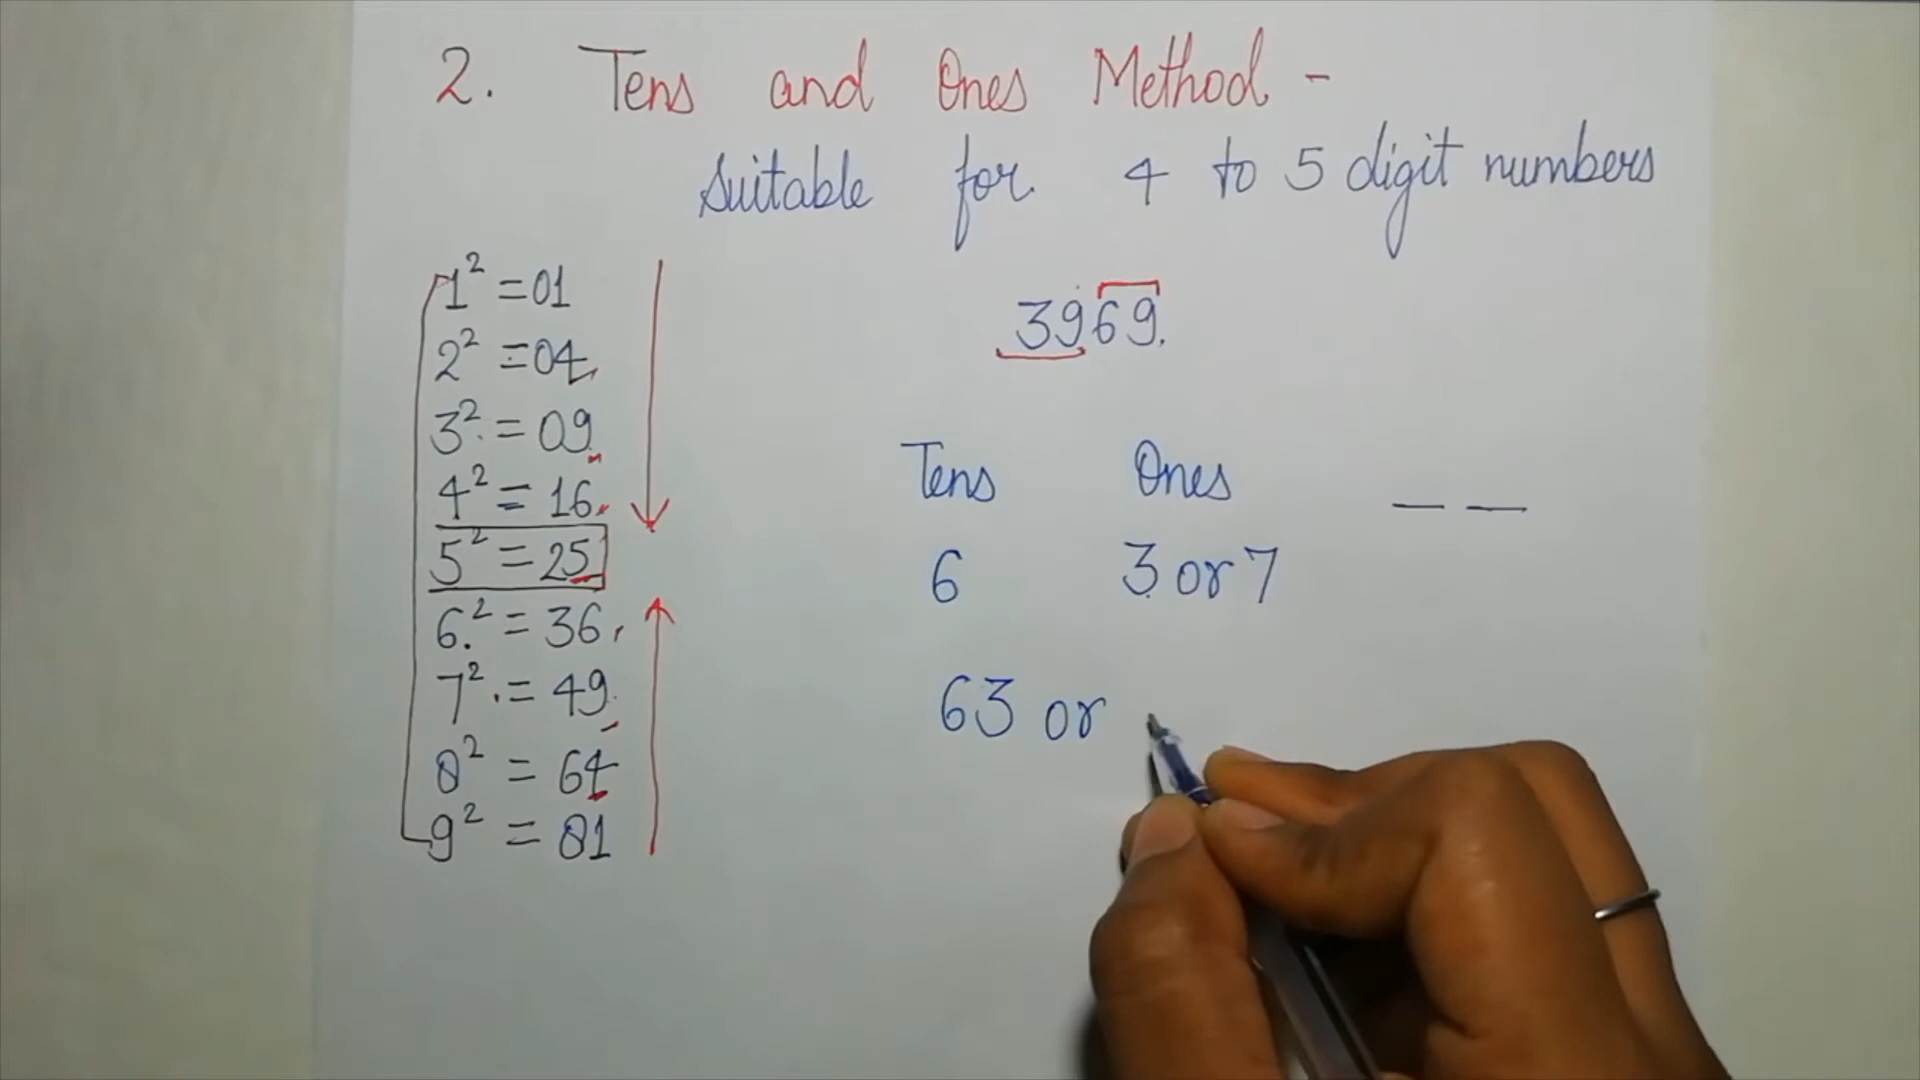 2. Tens and Ones Method -
suitable for 4 to 5 digit numbers
1² = 01
2² = 04
3² = 09
4² = 16
5² = 25
6² = 36
7² = 49
8² = 64
9² = 81
3969
Tens Ones _ _
6 3 or 7
63 or